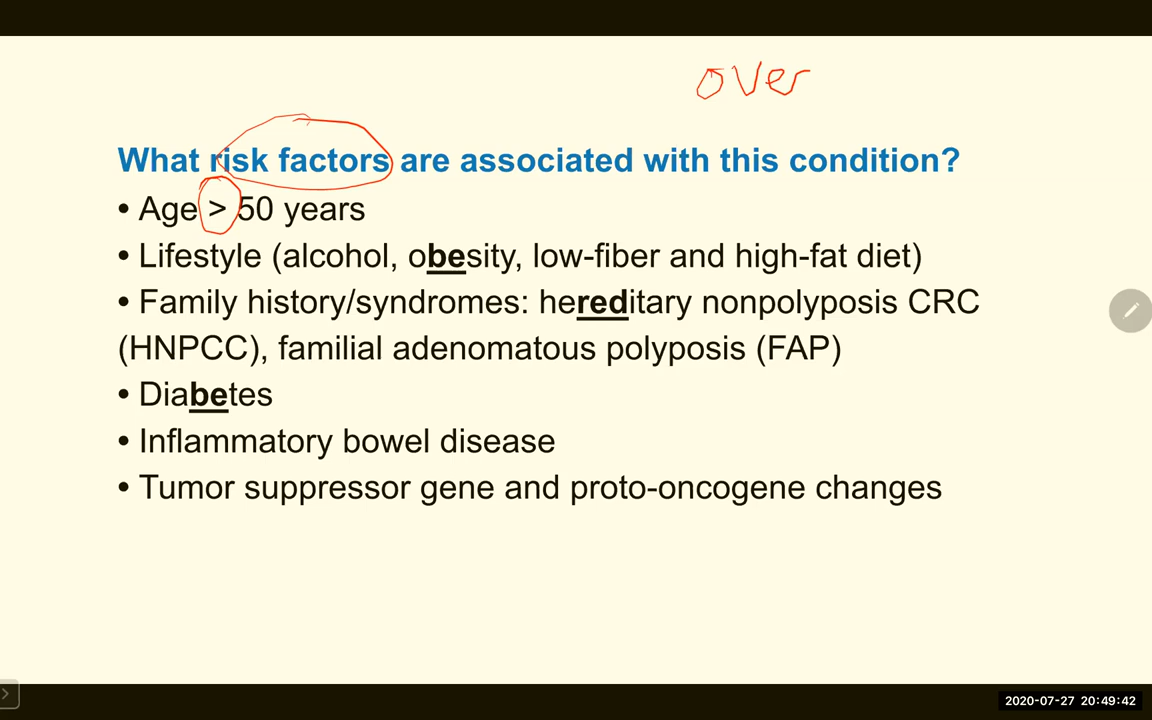 over
What risk factors are associated with this condition?
• Age > 50 years
• Lifestyle (alcohol, obesity, low-fiber and high-fat diet)
• Family history/syndromes: hereditary nonpolyposis CRC
(HNPCC), familial adenomatous polyposis (FAP)
• Diabetes
• Inflammatory bowel disease
• Tumor suppressor gene and proto-oncogene changes
2020-07-27 20:49:42